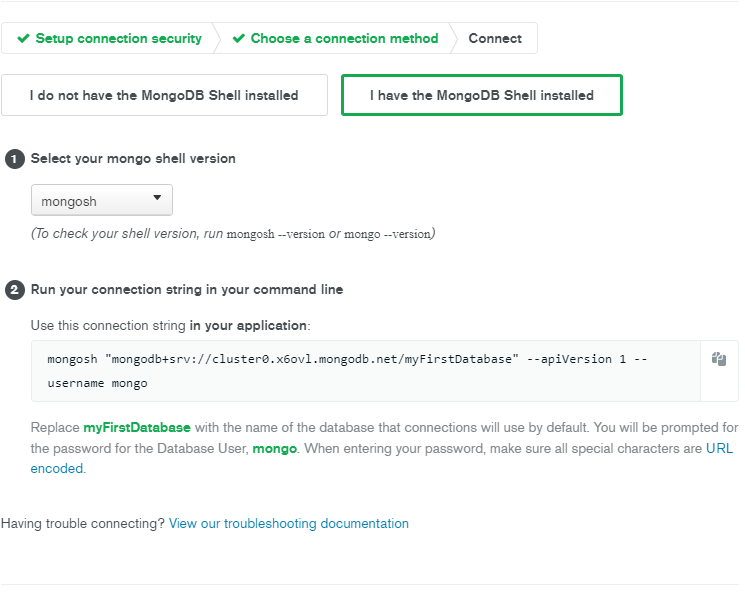 Setup connection security Choose a connection method Connect
I do not have the MongoDB Shell installed I have the MongoDB Shell installed
1 Select your mongo shell version
mongosh
(To check your shell version, run mongosh --version or mongo --version)
2 Run your connection string in your command line
Use this connection string in your application:
mongosh "mongodb+srv://cluster0.x6ovl.mongodb.net/myFirstDatabase" --apiVersion 1 --
username mongo
Replace myFirstDatabase with the name of the database that connections will use by default. You will be prompted for
the password for the Database User, mongo. When entering your password, make sure all special characters are URL
encoded.
Having trouble connecting? View our troubleshooting documentation